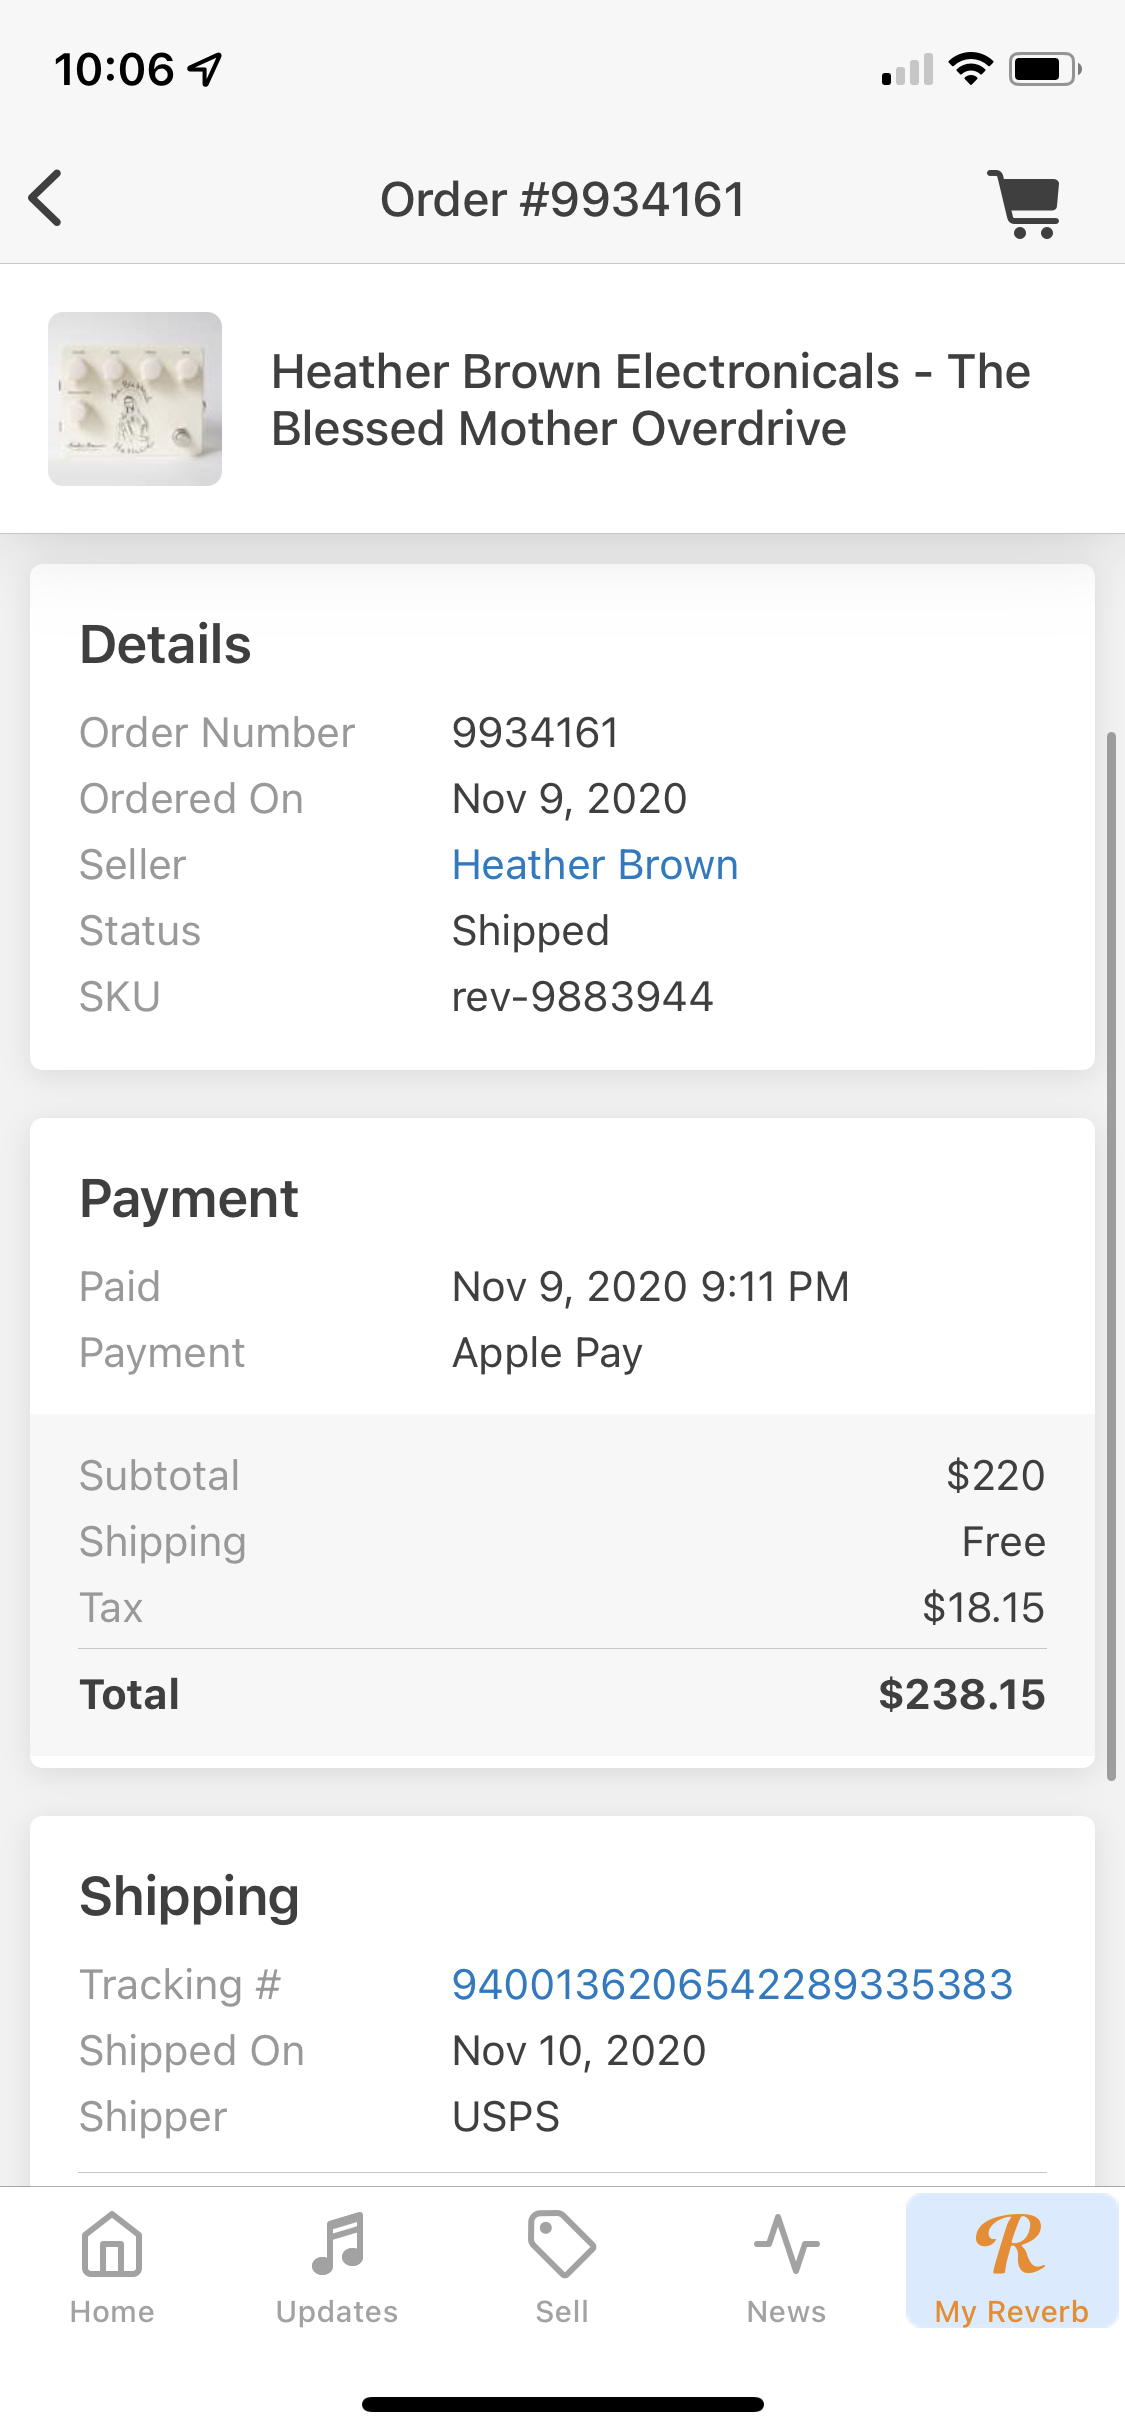 10:06
Order #9934161
Heather Brown Electronicals - The
Blessed Mother Overdrive
Details
Order Number 9934161
Ordered On Nov 9, 2020
Seller Heather Brown
Status Shipped
SKU rev-9883944
Payment
Paid Nov 9, 2020 9:11 PM
Payment Apple Pay
Subtotal $220
Shipping Free
Tax $18.15
Total $238.15
Shipping
Tracking # 9400136206542289335383
Shipped On Nov 10, 2020
Shipper USPS
Home Updates Sell News My Reverb